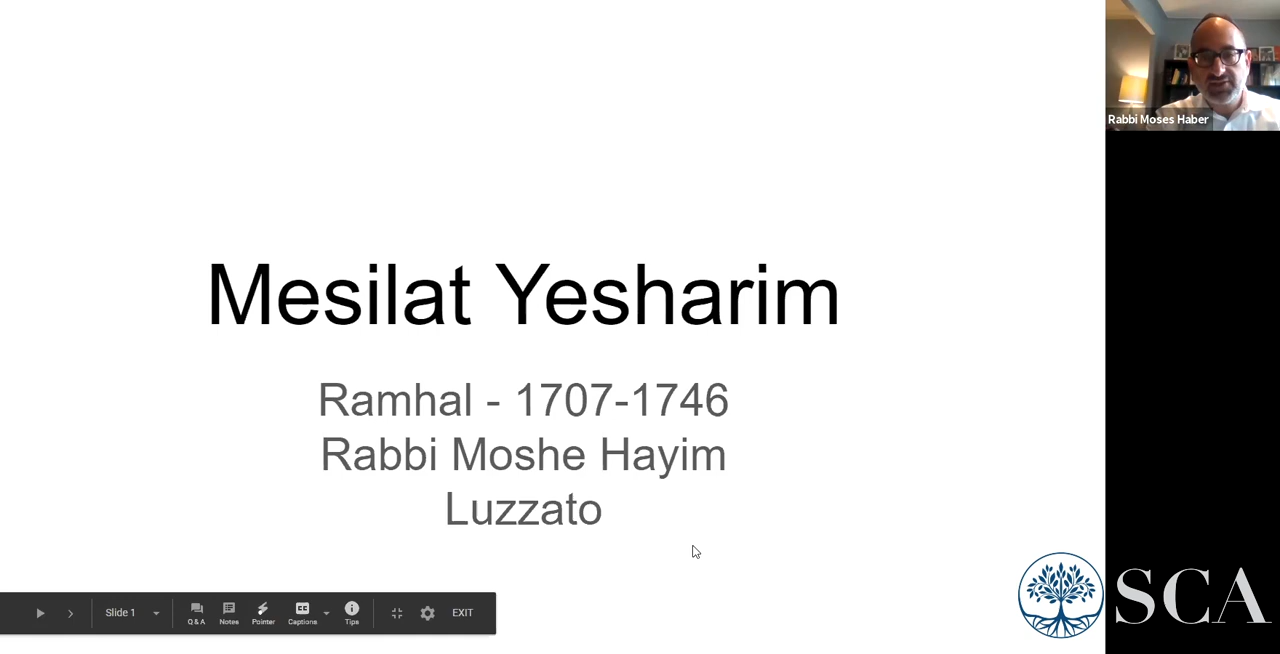 Rabbi Moses Haber
Mesilat Yesharim
Ramhal - 1707-1746
Rabbi Moshe Hayim
Luzzato
SCA
Slide 1
Q & A
Notes
Pointer
CC
Captions
Tips
EXIT